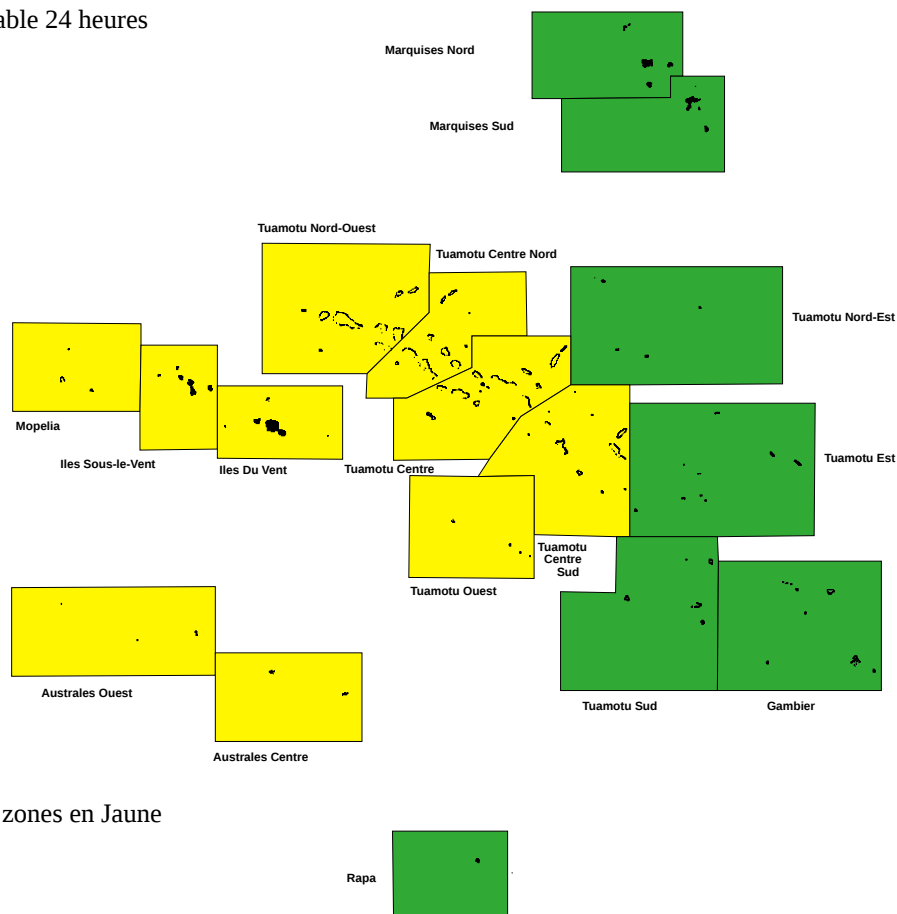 able 24 heures
Marquises Nord
Marquises Sud
Tuamotu Nord-Ouest
Tuamotu Centre Nord
Tuamotu Nord-Est
Mopelia
Iles Sous-le-Vent
Iles Du Vent
Tuamotu Centre
Tuamotu Est
Tuamotu
Centre
Sud
Tuamotu Ouest
Australes Ouest
Tuamotu Sud
Gambier
Australes Centre
zones en Jaune
Rapa